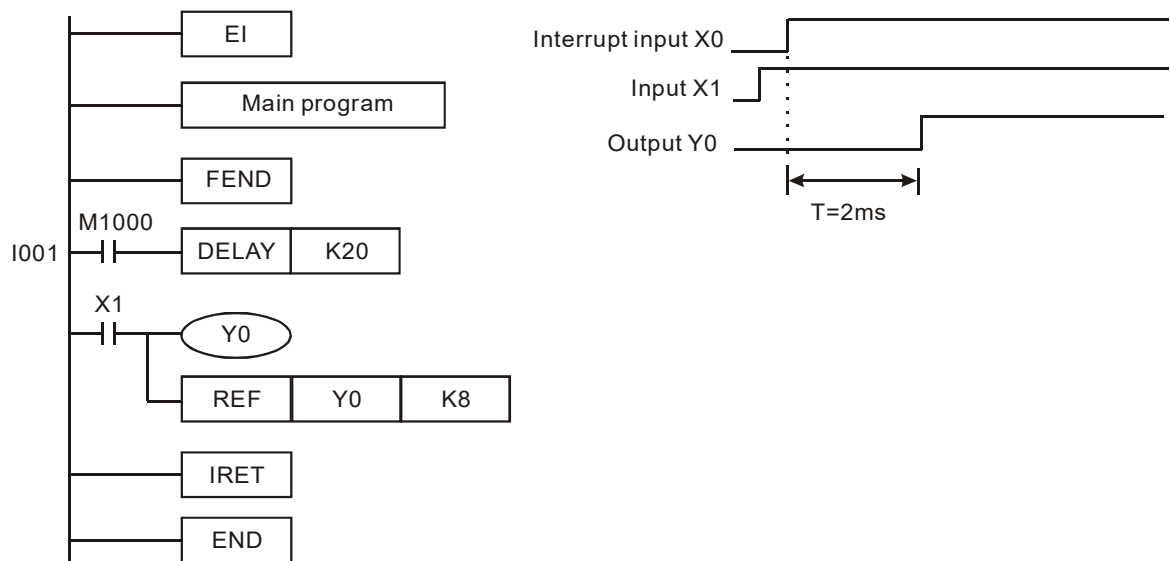 EI
Main program
FEND
M1000
I001
DELAY K20
X1
Y0
REF Y0 K8
IRET
END
Interrupt input X0
Input X1
Output Y0
T=2ms